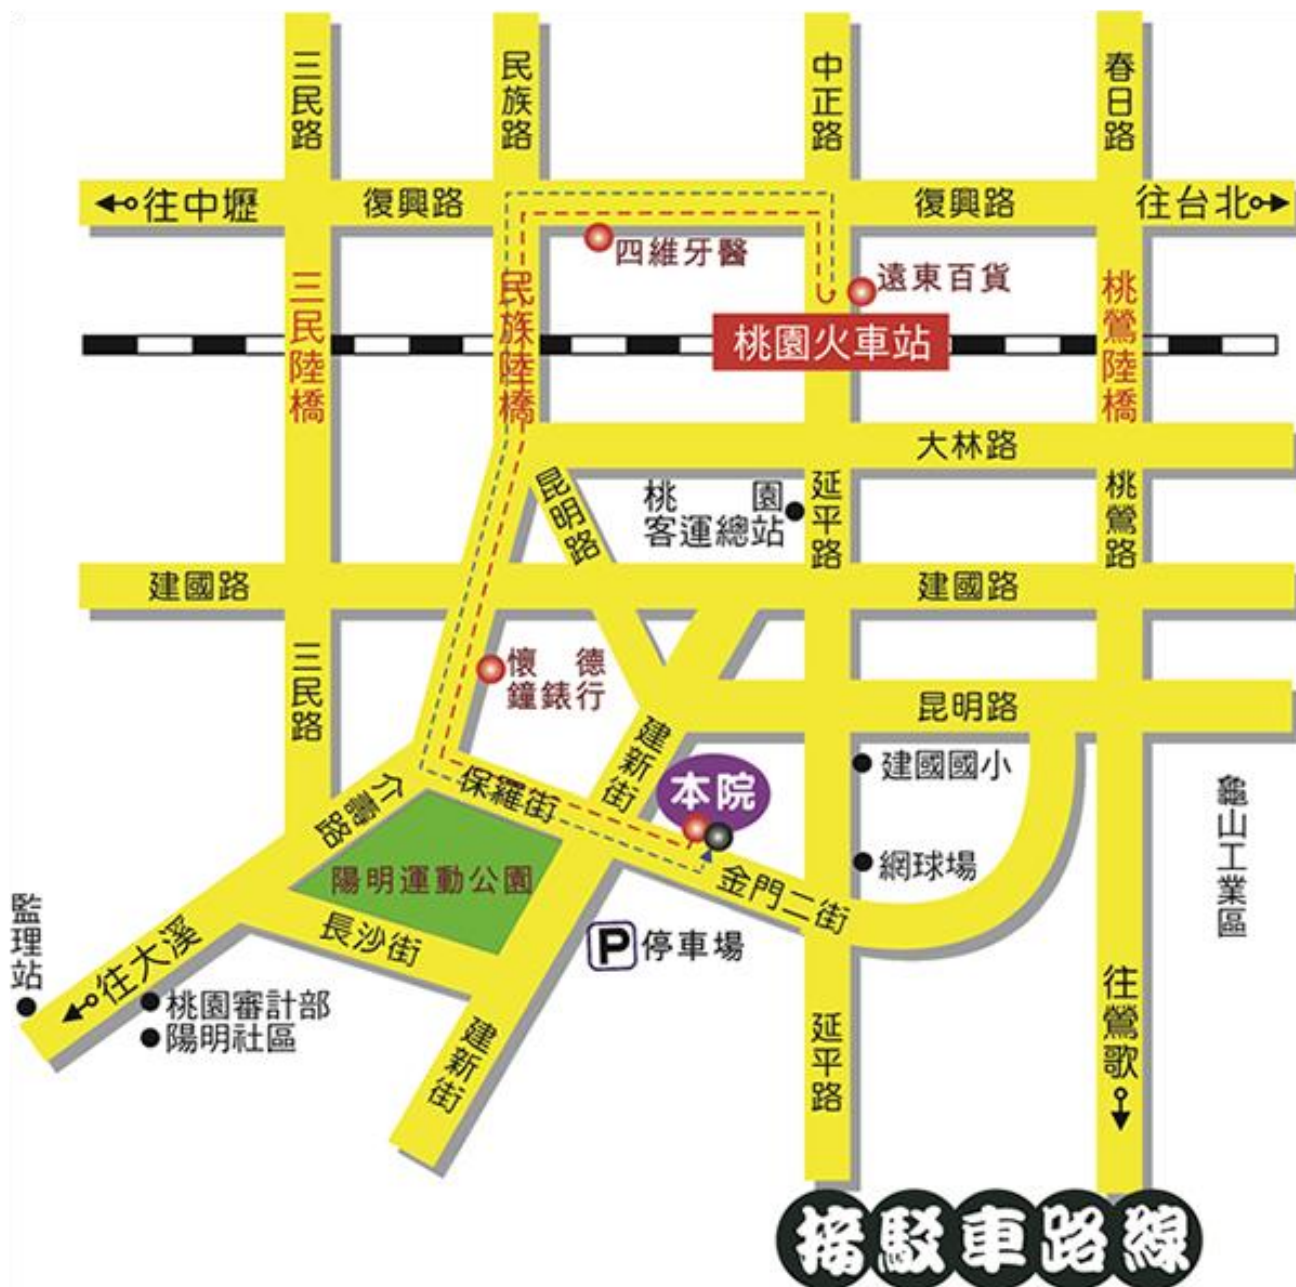 三民路
民族路
中正路
春日路
往中壢
復興路
復興路
往台北
四維牙醫
遠東百貨
三民陸橋
民族陸橋
桃園火車站
桃鶯陸橋
大林路
昆明路
桃園
客運總站
延平路
桃鶯路
建國路
建國路
三民路
懷德
鐘錶行
昆明路
建新街
建國國小
本院
保羅街
介壽路
龜山工業區
網球場
陽明運動公園
金門二街
監理站
長沙街
P
停車場
往大溪
桃園審計部
陽明社區
建新街
延平路
往鶯歌
接駁車路線